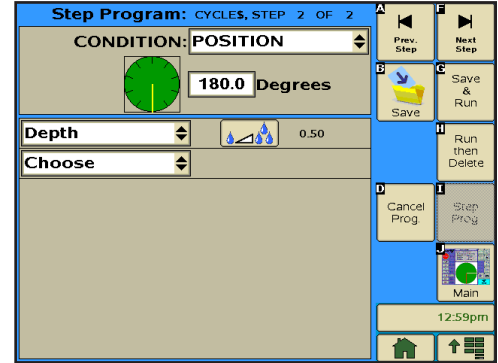 Step Program: CYCLES, STEP 2 OF 2
CONDITION: POSITION
180.0 Degrees
Depth 0.50
Choose
A
Prev.
Step
F
Next
Step
B
Save
G
Save
&
Run
H
Run
then
Delete
D
Cancel
Prog.
I
Step
Prog
J
Main
12:59pm